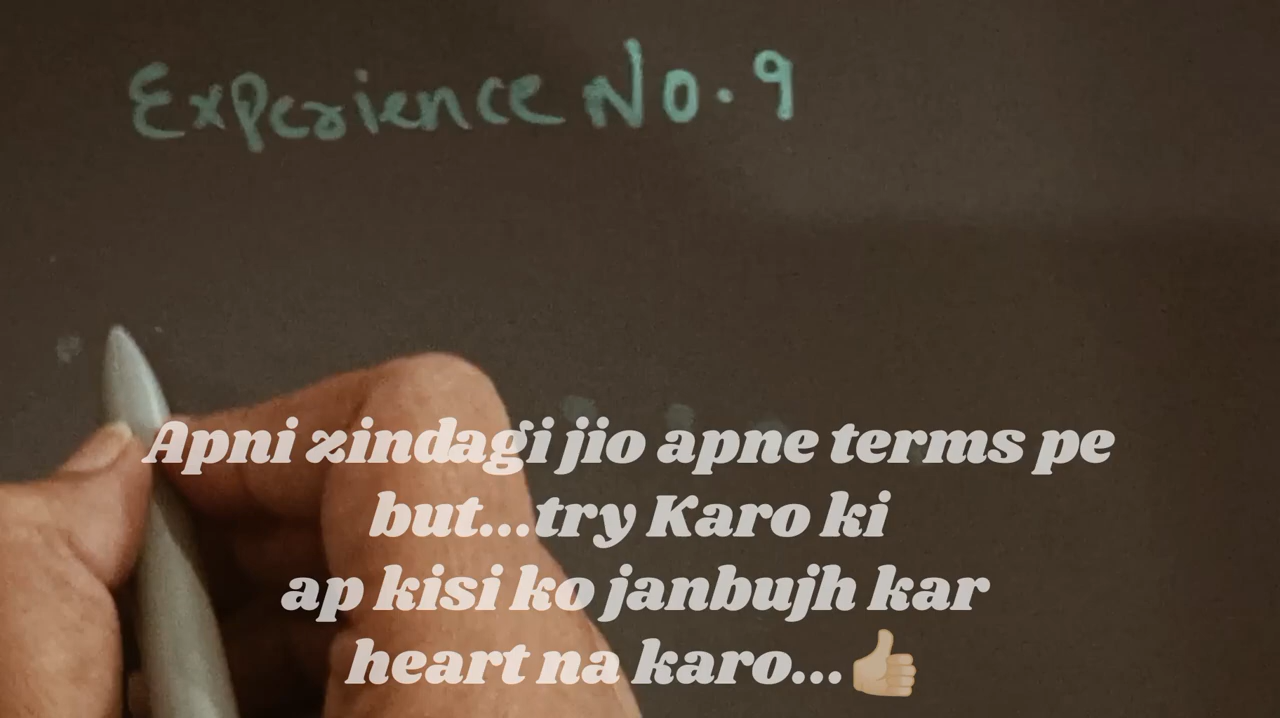 Experience No. 9
Apni zindagi jio apne terms pe
but...try Karo ki
ap kisi ko janbujh kar
heart na karo...👍🏼